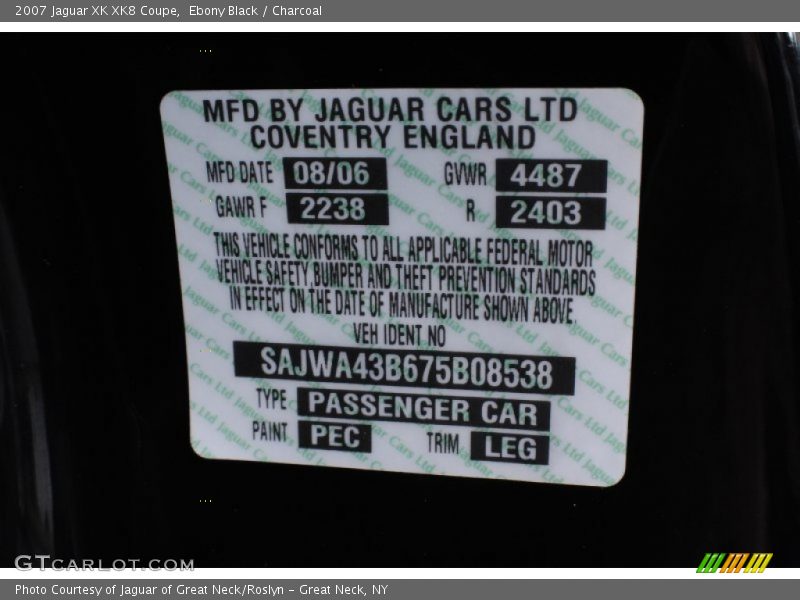 2007 Jaguar XK XK8 Coupe, Ebony Black / Charcoal
MFD BY JAGUAR CARS LTD
COVENTRY ENGLAND
MFD DATE 08/06 GVWR 4487
GAWR F 2238 R 2403
THIS VEHICLE CONFORMS TO ALL APPLICABLE FEDERAL MOTOR
VEHICLE SAFETY, BUMPER AND THEFT PREVENTION STANDARDS
IN EFFECT ON THE DATE OF MANUFACTURE SHOWN ABOVE.
VEH IDENT NO
SAJWA43B675B08538
TYPE PASSENGER CAR
PAINT PEC TRIM LEG
GTCARLOT.COM
Photo Courtesy of Jaguar of Great Neck/Roslyn – Great Neck, NY